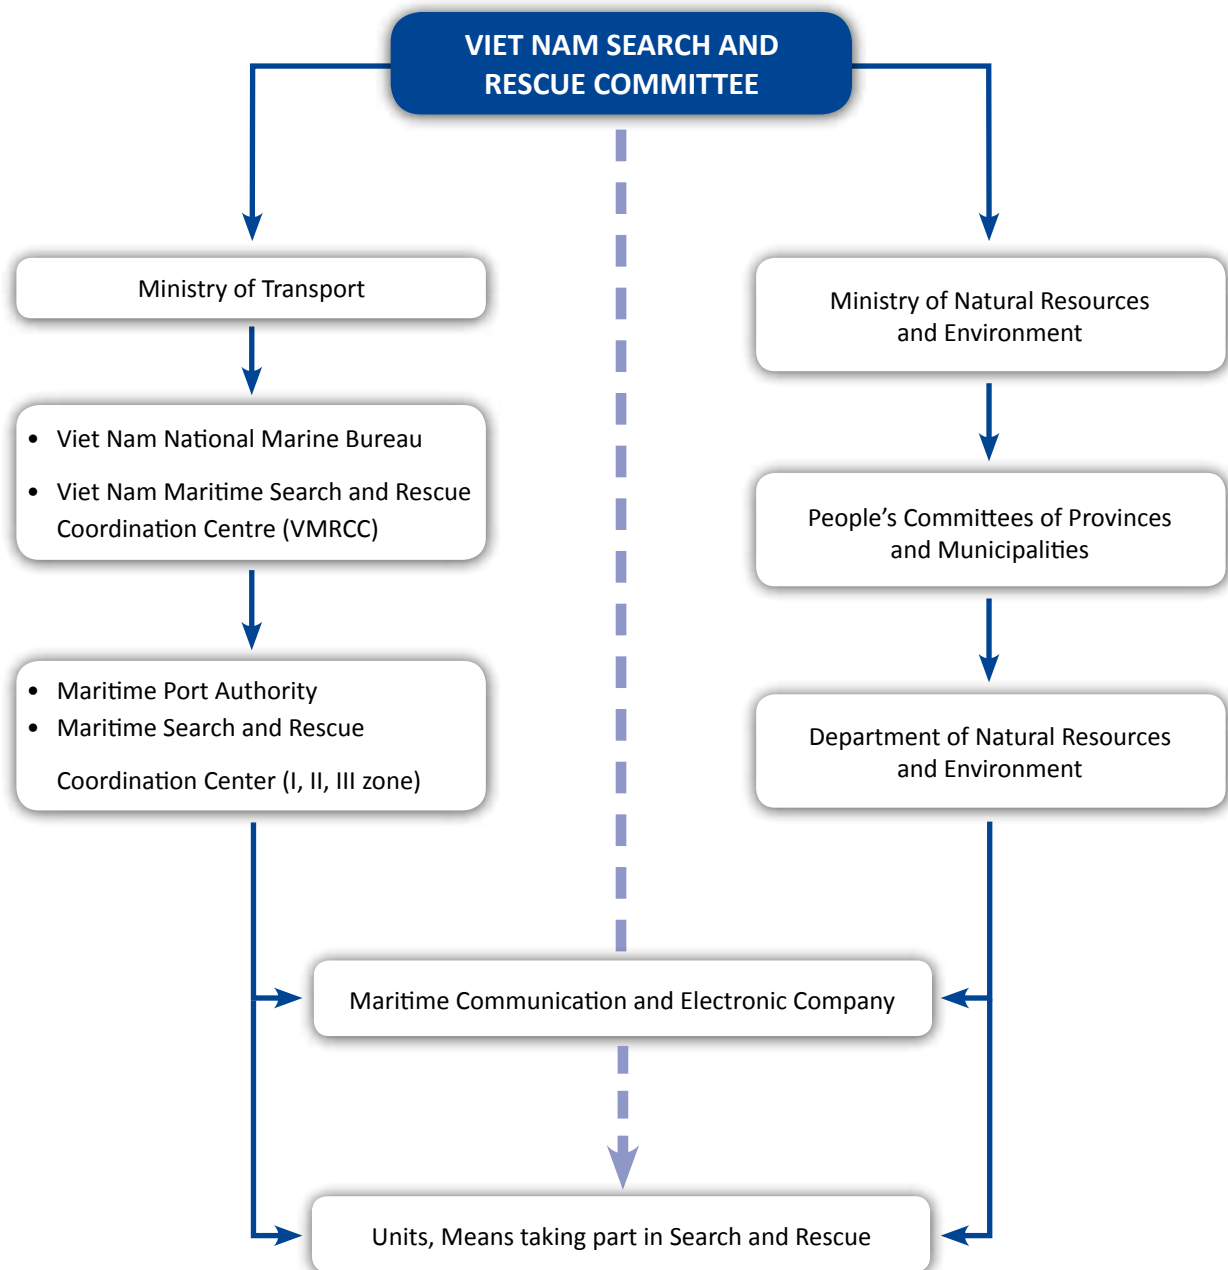 VIET NAM SEARCH AND
RESCUE COMMITTEE
Ministry of Transport
Ministry of Natural Resources
and Environment
• Viet Nam National Marine Bureau
• Viet Nam Maritime Search and Rescue
Coordination Centre (VMRCC)
People’s Committees of Provinces
and Municipalities
• Maritime Port Authority
• Maritime Search and Rescue
Coordination Center (I, II, III zone)
Department of Natural Resources
and Environment
Maritime Communication and Electronic Company
Units, Means taking part in Search and Rescue